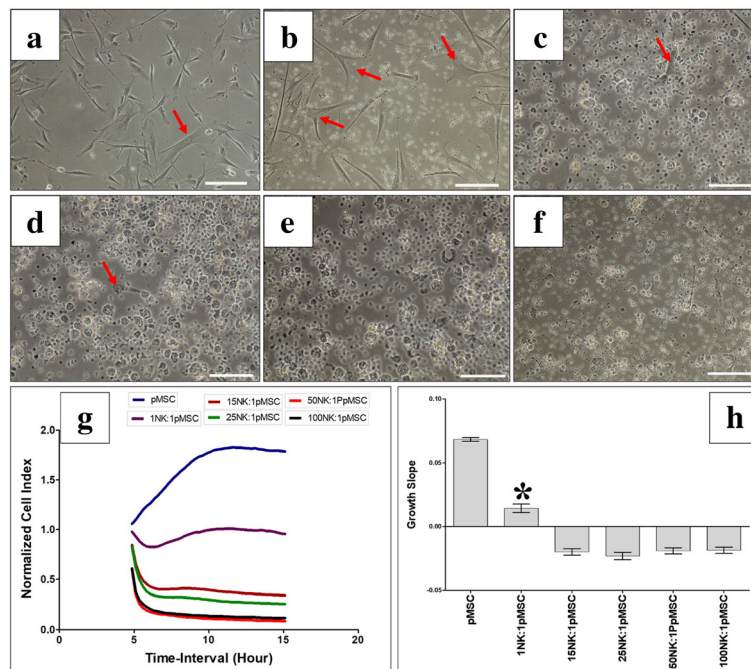 a
b
c
d
e
f
g
pMSC
15NK:1pMSC
50NK:1PpMSC
1NK:1pMSC
25NK:1pMSC
100NK:1pMSC
2.0
1.5
1.0
0.5
0.0
0
5
10
15
20
Normalized Cell Index
Time-Interval (Hour)
h
0.10
0.05
0.00
-0.05
Growth Slope
*
pMSC
1NK:1pMSC
15NK:1pMSC
25NK:1pMSC
50NK:1PpMSC
100NK:1pMSC